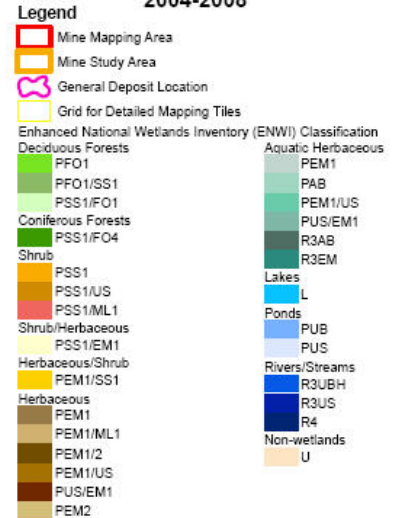 2004-2008
Legend
Mine Mapping Area
Mine Study Area
General Deposit Location
Grid for Detailed Mapping Tiles
Enhanced National Wetlands Inventory (ENWI) Classification
Deciduous Forests
PFO1
PFO1/SS1
PSS1/FO1
Coniferous Forests
PSS1/FO4
Shrub
PSS1
PSS1/US
PSS1/ML1
Shrub/Herbaceous
PSS1/EM1
Herbaceous/Shrub
PEM1/SS1
Herbaceous
PEM1
PEM1/ML1
PEM1/2
PEM1/US
PUS/EM1
PEM2
Aquatic Herbaceous
PEM1
PAB
PEM1/US
PUS/EM1
R3AB
R3EM
Lakes
L
Ponds
PUB
PUS
Rivers/Streams
R3UBH
R3US
R4
Non-wetlands
U